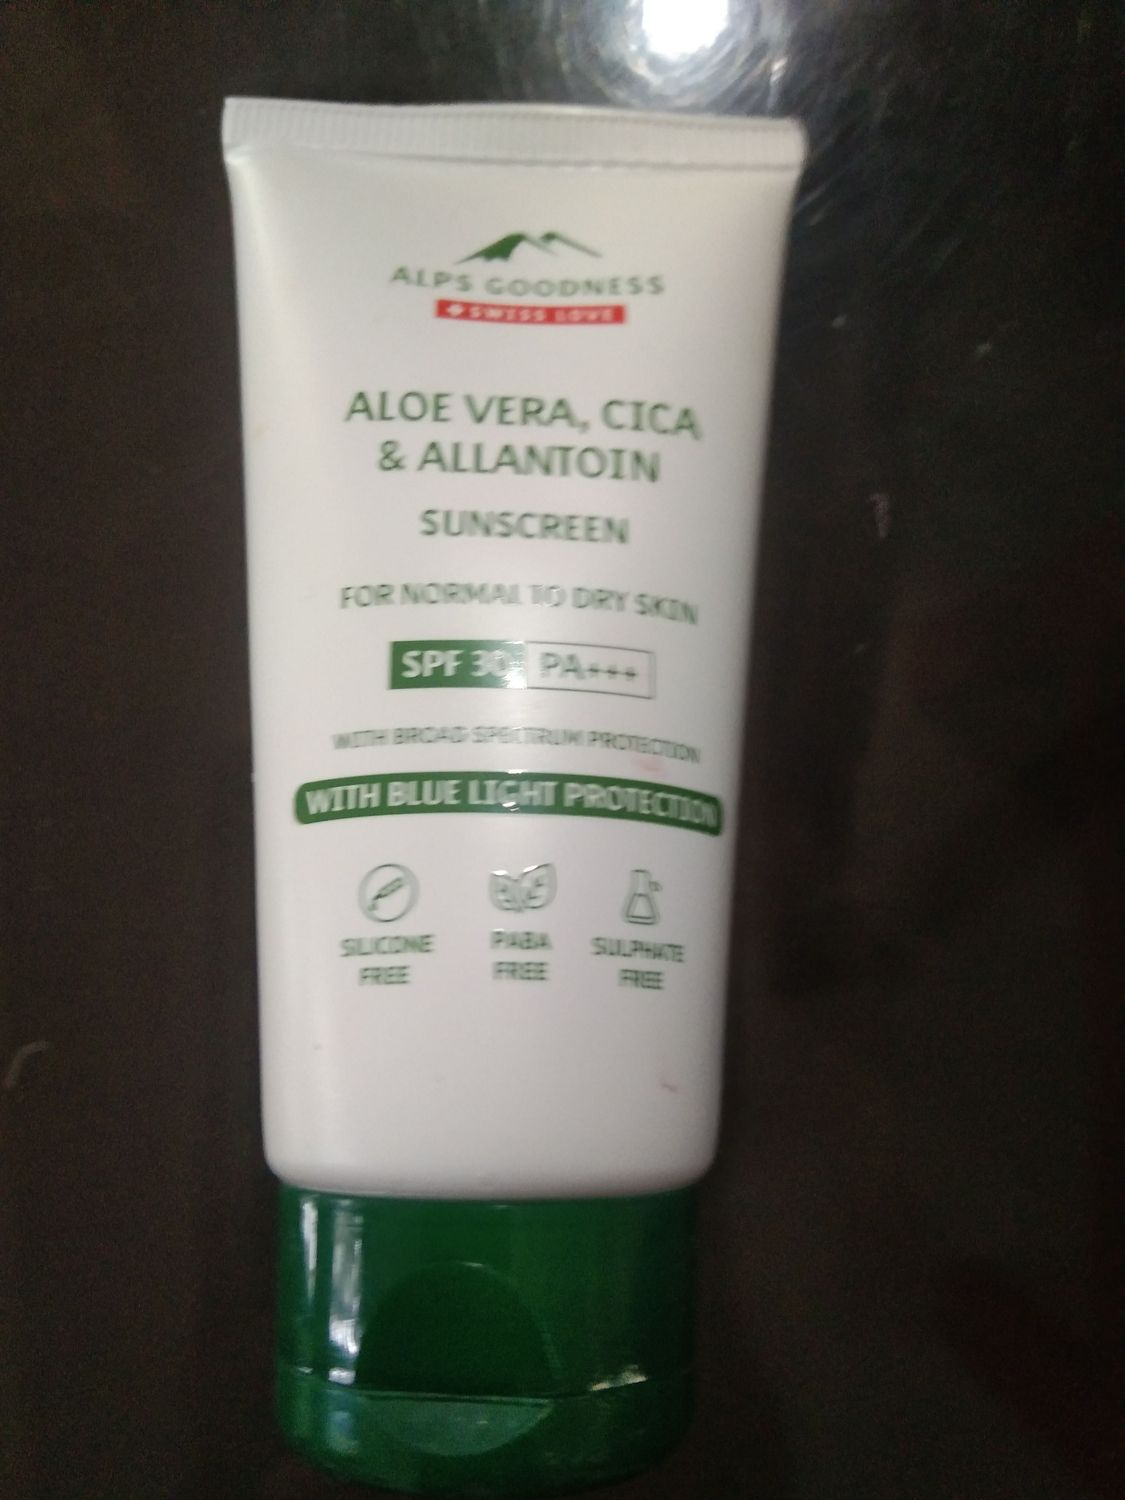 ALPS GOODNESS
SWISS LOVE
ALOE VERA, CICA
& ALLANTOIN
SUNSCREEN
FOR NORMAL TO DRY SKIN
SPF 30 PA+++
WITH BROAD SPECTRUM PROTECTION
WITH BLUE LIGHT PROTECTION
SILICONE FREE
PABA FREE
SULPHATE FREE